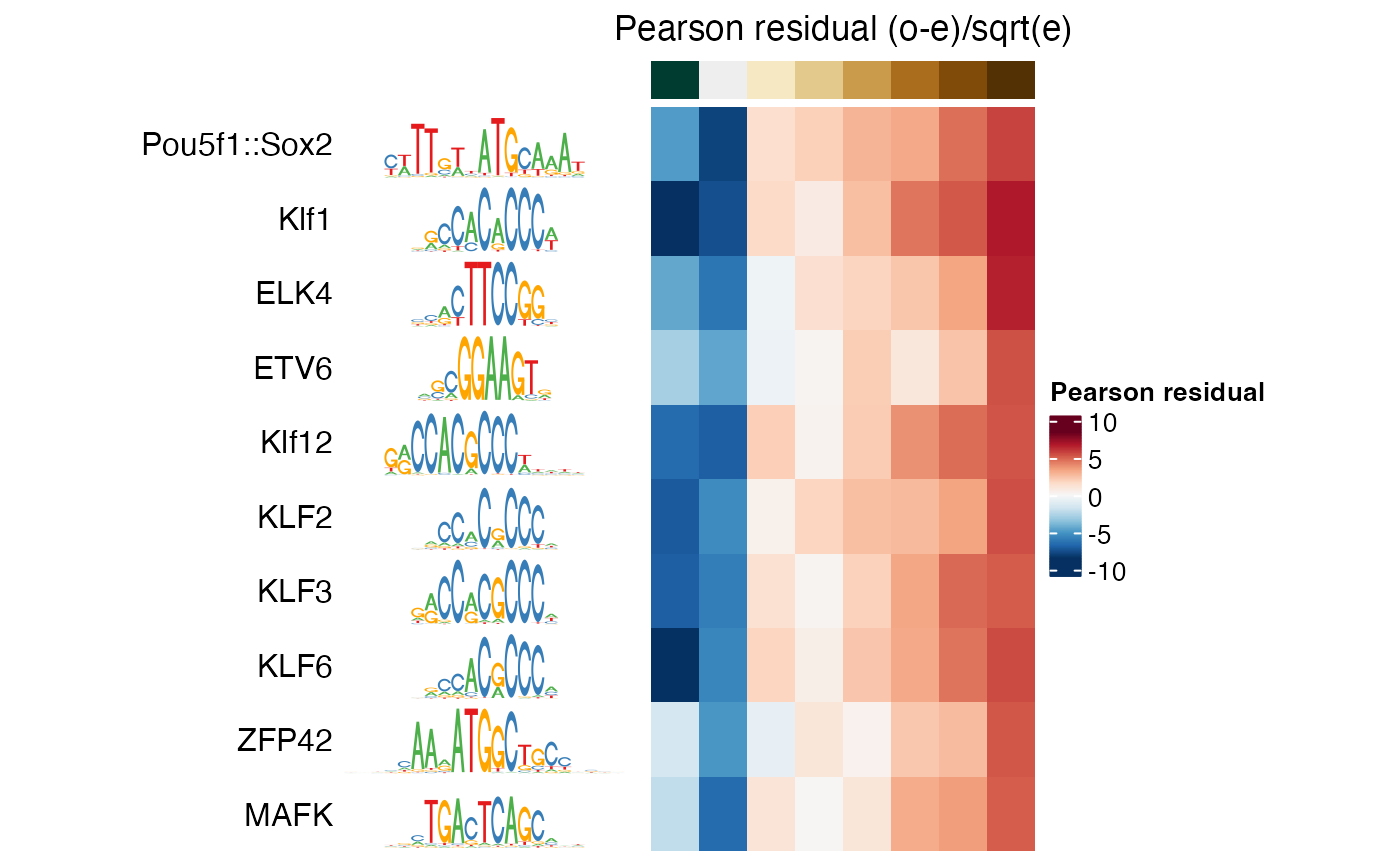 Pearson residual (o-e)/sqrt(e)
Pou5f1::Sox2
Klf1
ELK4
ETV6
Klf12
KLF2
KLF3
KLF6
ZFP42
MAFK
Pearson residual
10
5
0
-5
-10